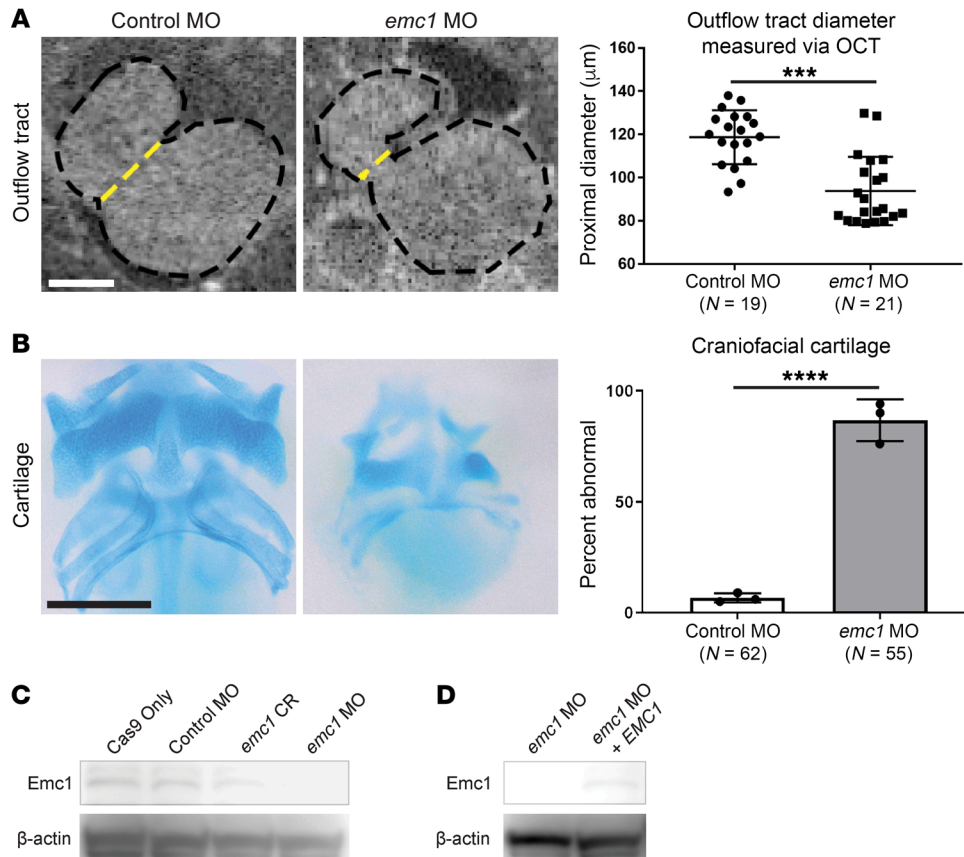 A
Control MO
emc1 MO
Outflow tract
Outflow tract diameter
measured via OCT
***
Proximal diameter (μm)
160
140
120
100
80
60
Control MO
(N = 19)
emc1 MO
(N = 21)
B
Cartilage
Craniofacial cartilage
****
Percent abnormal
100
50
0
Control MO
(N = 62)
emc1 MO
(N = 55)
C
Cas9 Only
Control MO
emc1 CR
emc1 MO
Emc1
β-actin
D
emc1 MO
emc1 MO
+ EMC1
Emc1
β-actin